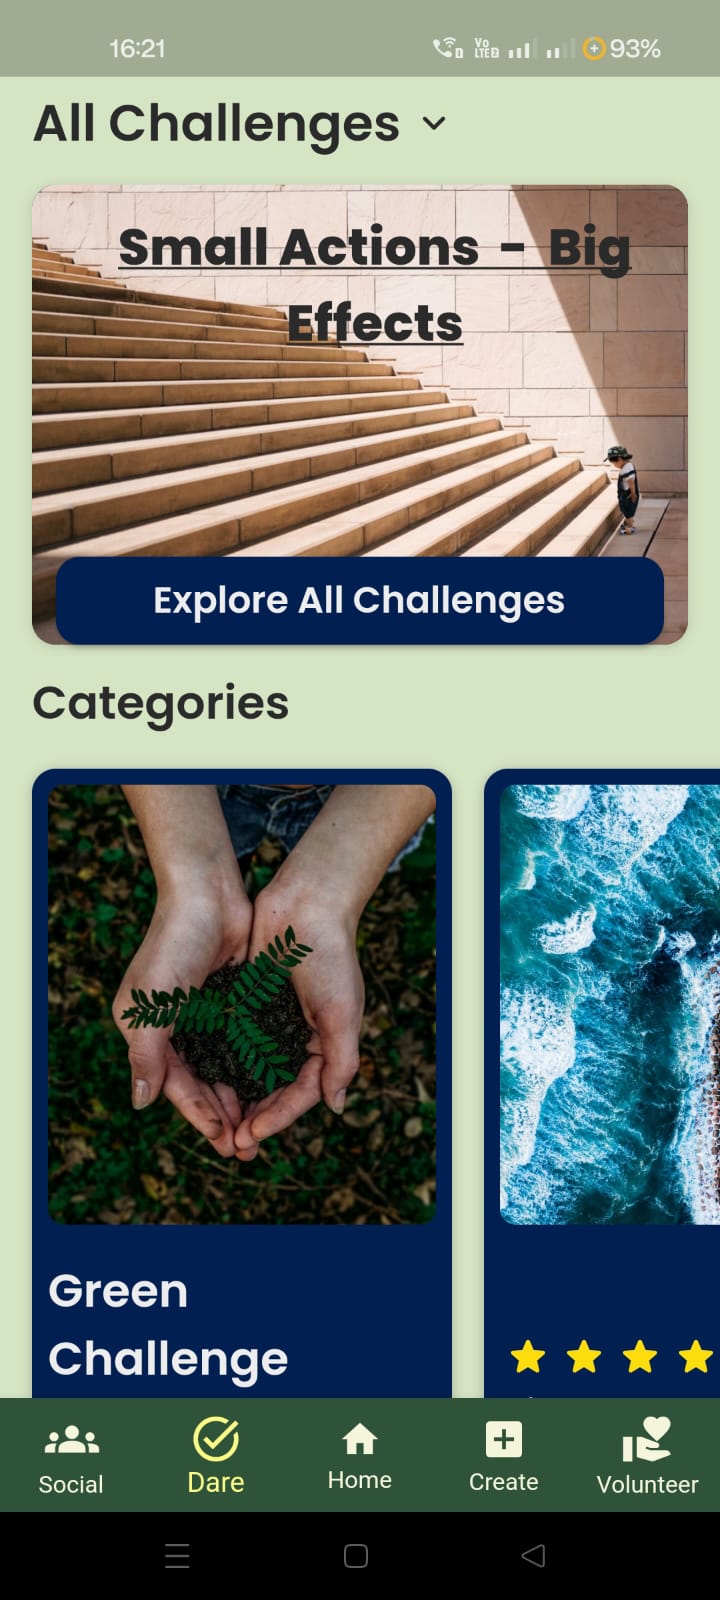 16:21
Vo
LTE2
93%
All Challenges
Small Actions - Big
Effects
Explore All Challenges
Categories
Green
Challenge
Social
Dare
Home
Create
Volunteer